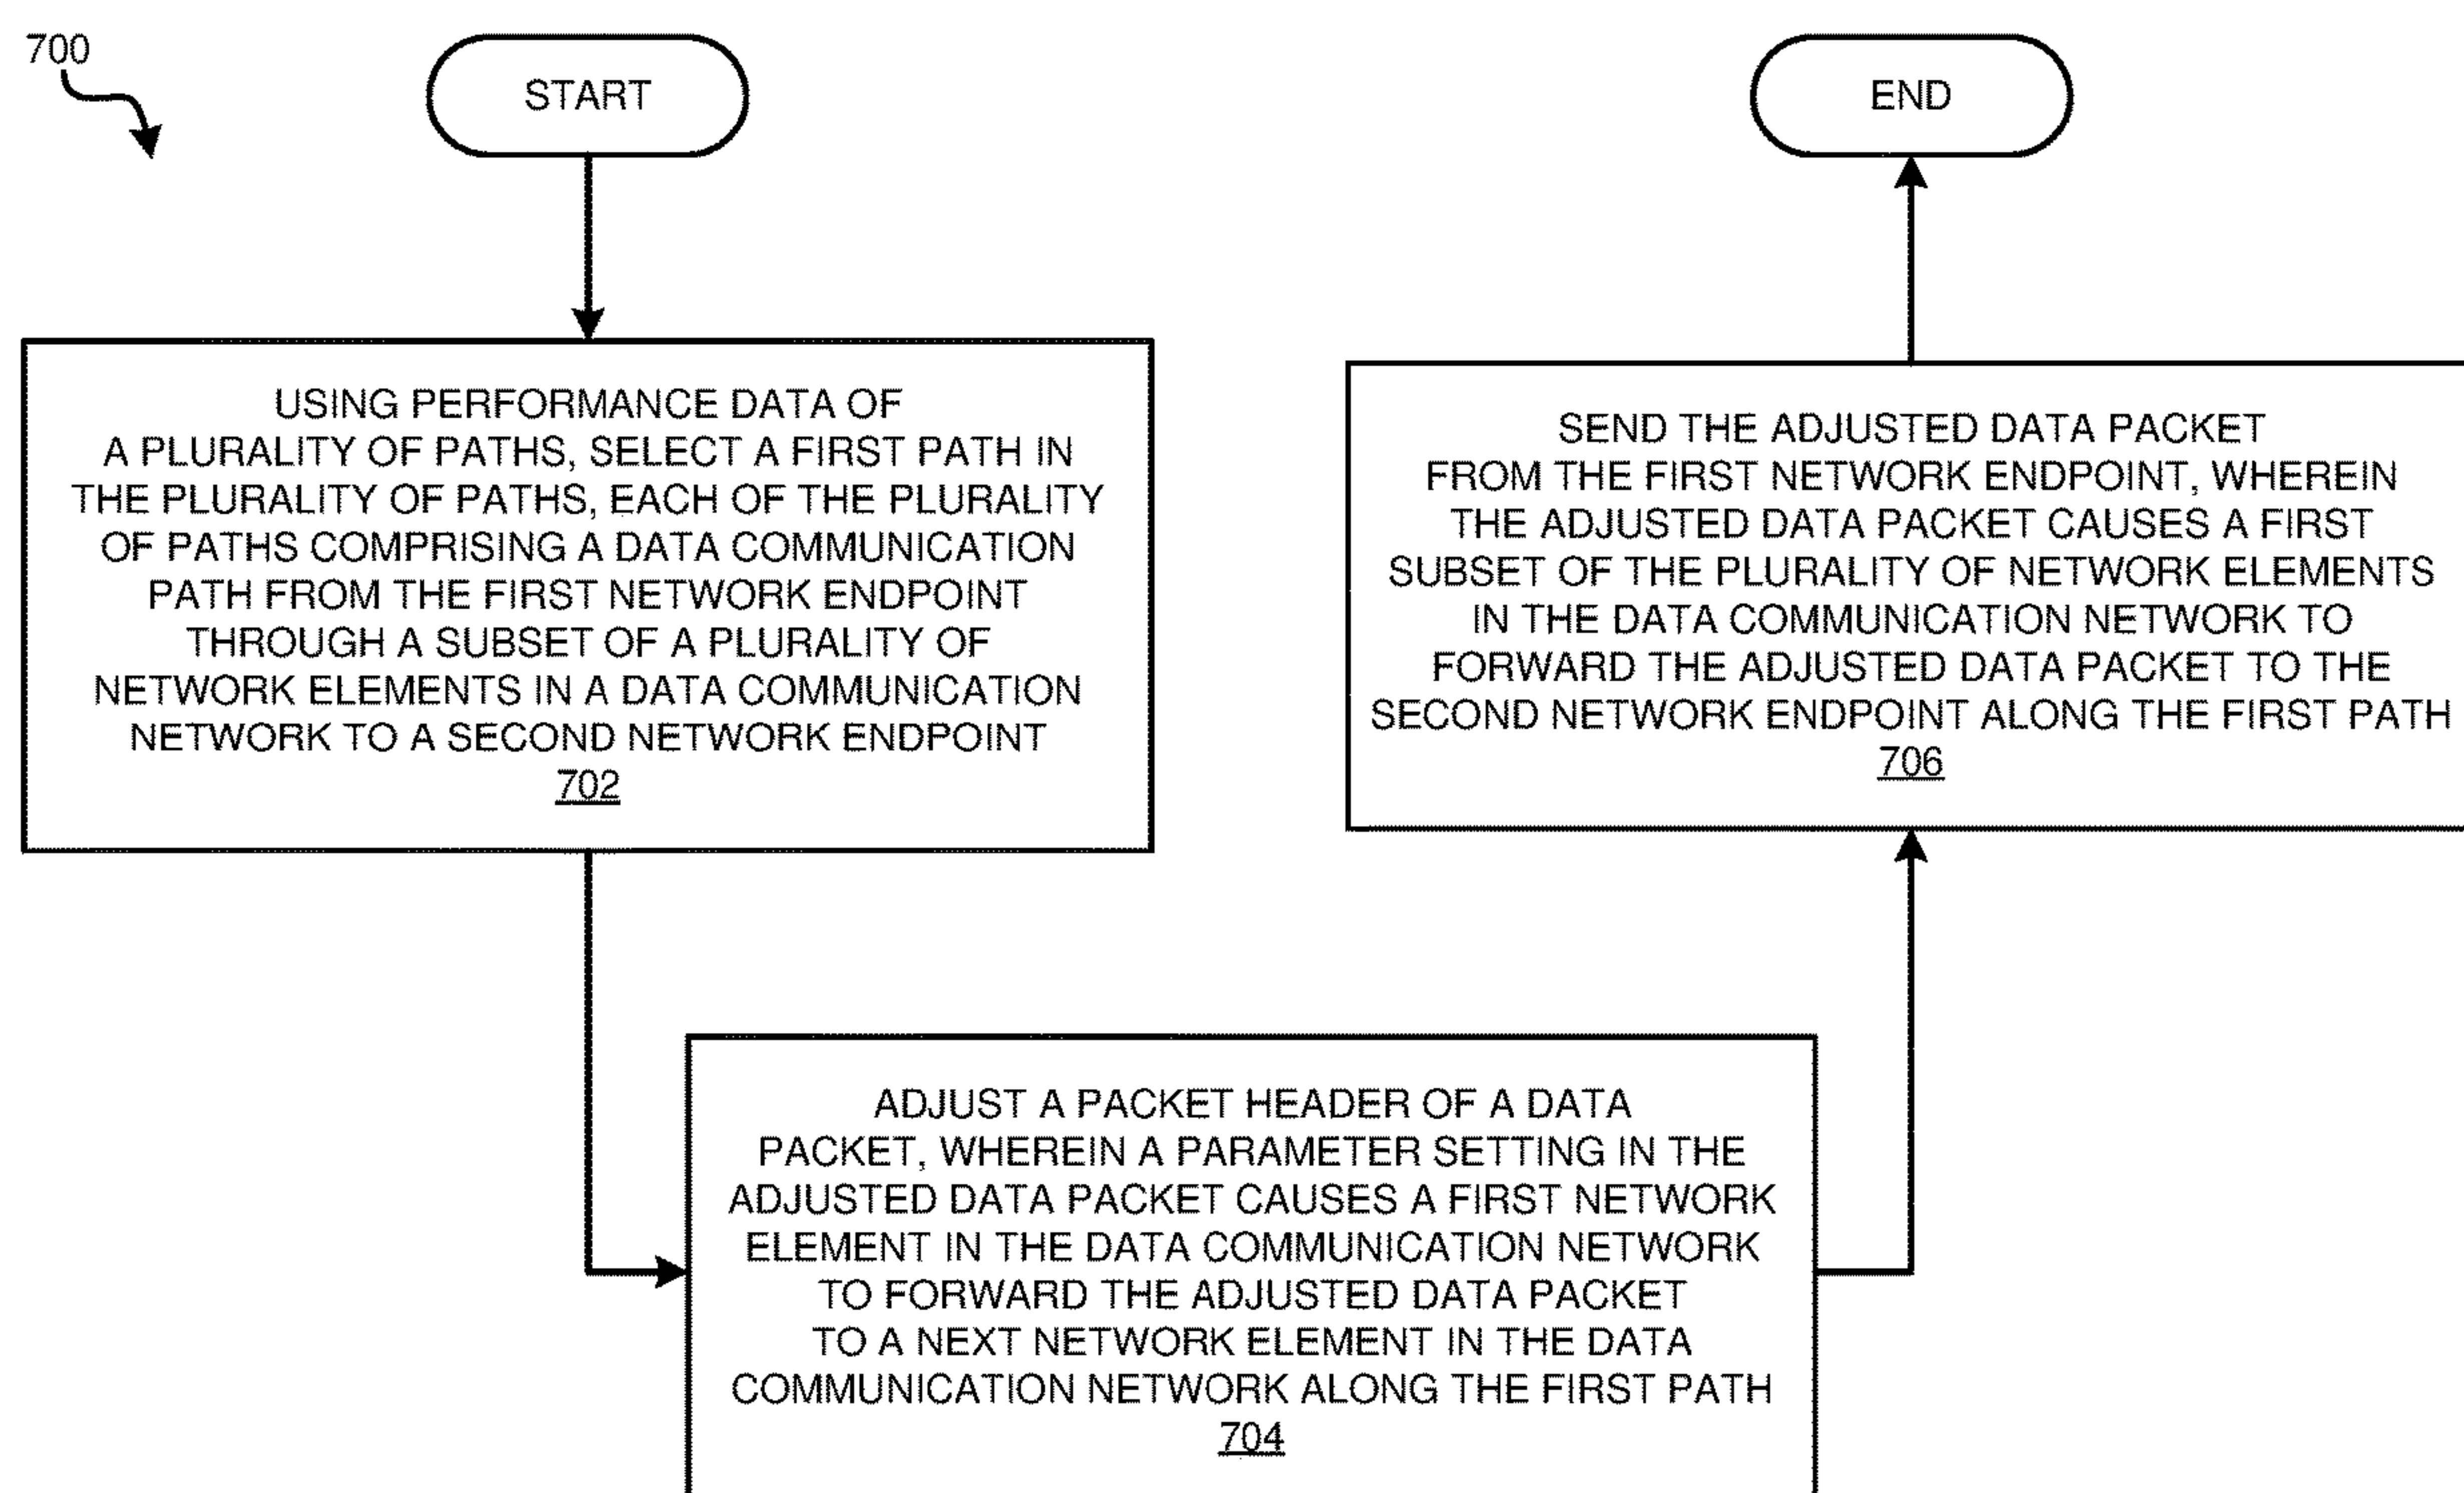 700
START
USING PERFORMANCE DATA OF
A PLURALITY OF PATHS, SELECT A FIRST PATH IN
THE PLURALITY OF PATHS, EACH OF THE PLURALITY
OF PATHS COMPRISING A DATA COMMUNICATION
PATH FROM THE FIRST NETWORK ENDPOINT
THROUGH A SUBSET OF A PLURALITY OF
NETWORK ELEMENTS IN A DATA COMMUNICATION
NETWORK TO A SECOND NETWORK ENDPOINT
702
ADJUST A PACKET HEADER OF A DATA
PACKET, WHEREIN A PARAMETER SETTING IN THE
ADJUSTED DATA PACKET CAUSES A FIRST NETWORK
ELEMENT IN THE DATA COMMUNICATION NETWORK
TO FORWARD THE ADJUSTED DATA PACKET
TO A NEXT NETWORK ELEMENT IN THE DATA
COMMUNICATION NETWORK ALONG THE FIRST PATH
704
SEND THE ADJUSTED DATA PACKET
FROM THE FIRST NETWORK ENDPOINT, WHEREIN
THE ADJUSTED DATA PACKET CAUSES A FIRST
SUBSET OF THE PLURALITY OF NETWORK ELEMENTS
IN THE DATA COMMUNICATION NETWORK TO
FORWARD THE ADJUSTED DATA PACKET TO THE
SECOND NETWORK ENDPOINT ALONG THE FIRST PATH
706
END